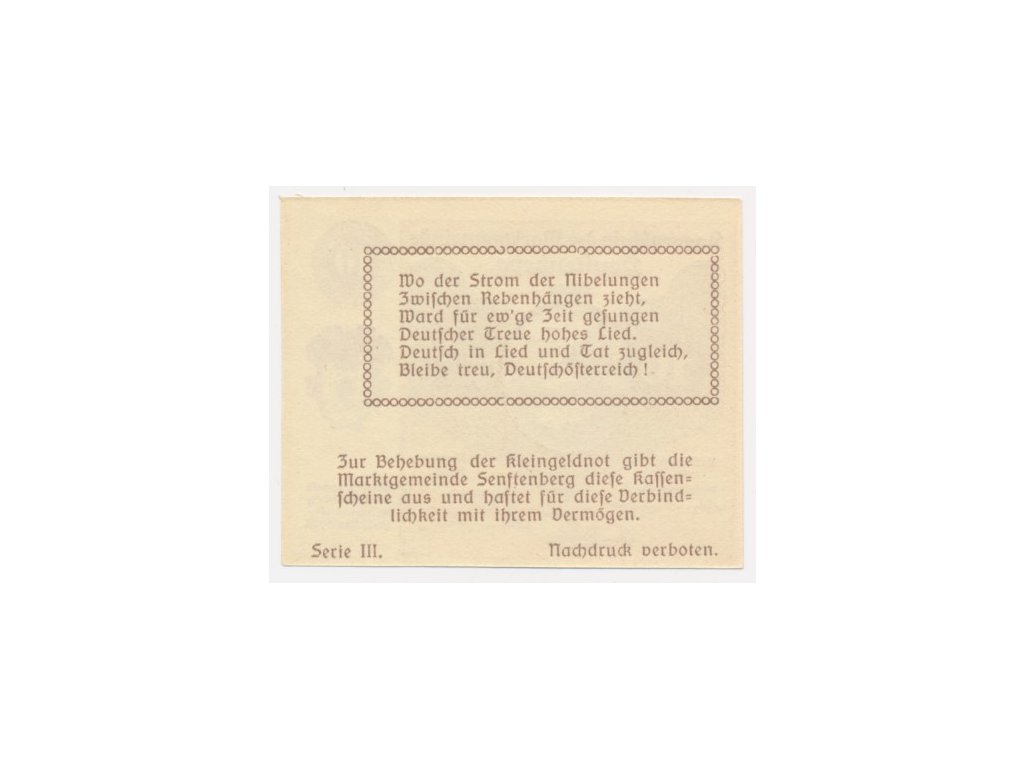 Wo der Strom der Nibelungen
Zwiſchen Rebenhängen zieht,
Ward für ew'ge Zeit geſungen
Deutſcher Treue hohes Lied.
Deutſch in Lied und Tat zugleich,
Bleibe treu, Deutſchöſterreich!
Zur Behebung der Kleingeldnot gibt die
Marktgemeinde Senftenberg dieſe Kaſſen=
ſcheine aus und haftet für dieſe Verbind=
lichkeit mit ihrem Vermögen.
Serie III.
Nachdruck verboten.